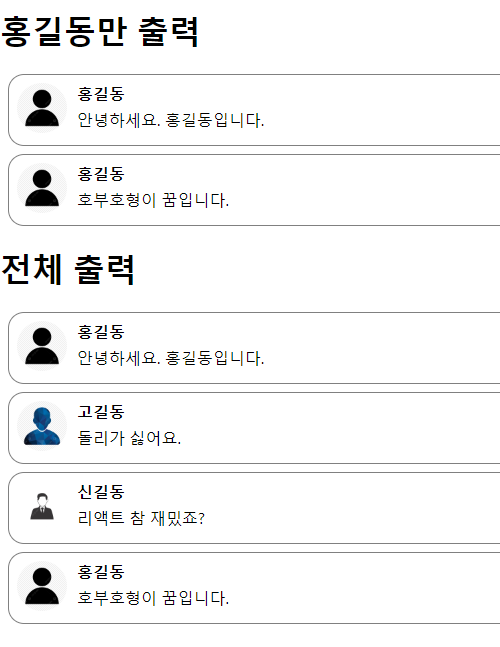 홍길동만 출력
홍길동
안녕하세요. 홍길동입니다.
홍길동
호부호형이 꿈입니다.
전체 출력
홍길동
안녕하세요. 홍길동입니다.
고길동
둘리가 싫어요.
신길동
리액트 참 재밌죠?
홍길동
호부호형이 꿈입니다.